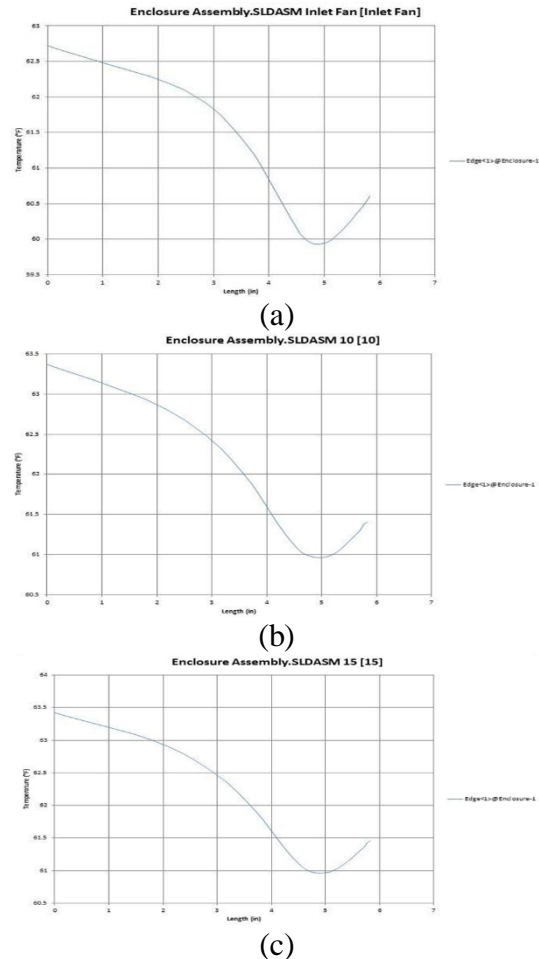 Enclosure Assembly.SLDASM Inlet Fan [Inlet Fan]
63
62.5
62
61.5
61
60.5
60
59.5
Temperature (°F)
0 1 2 3 4 5 6 7
Length (in)
Edge<1>@Enclosure-1
(a)
Enclosure Assembly.SLDASM 10 [10]
63.5
63
62.5
62
61.5
61
60.5
Temperature (°F)
0 1 2 3 4 5 6 7
Length (in)
Edge<1>@Enclosure-1
(b)
Enclosure Assembly.SLDASM 15 [15]
64
63.5
63
62.5
62
61.5
61
60.5
Temperature (°F)
0 1 2 3 4 5 6 7
Length (in)
Edge<1>@Enclosure-1
(c)